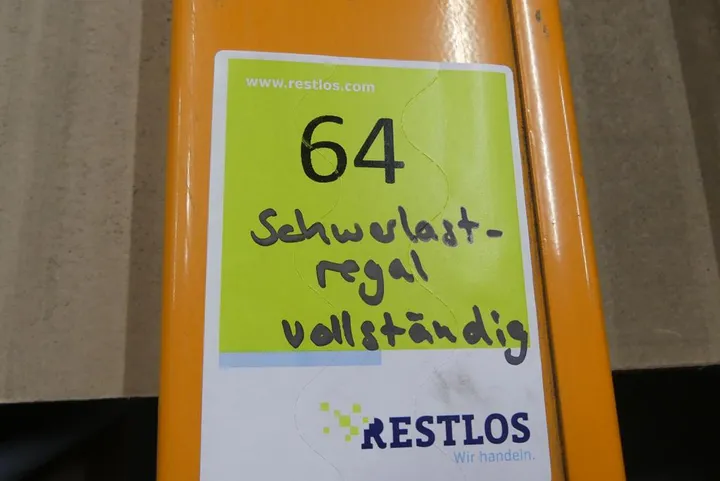 www.restlos.com
64
Schwerlast-
regal
vollständig
RESTLOS
Wir handeln.